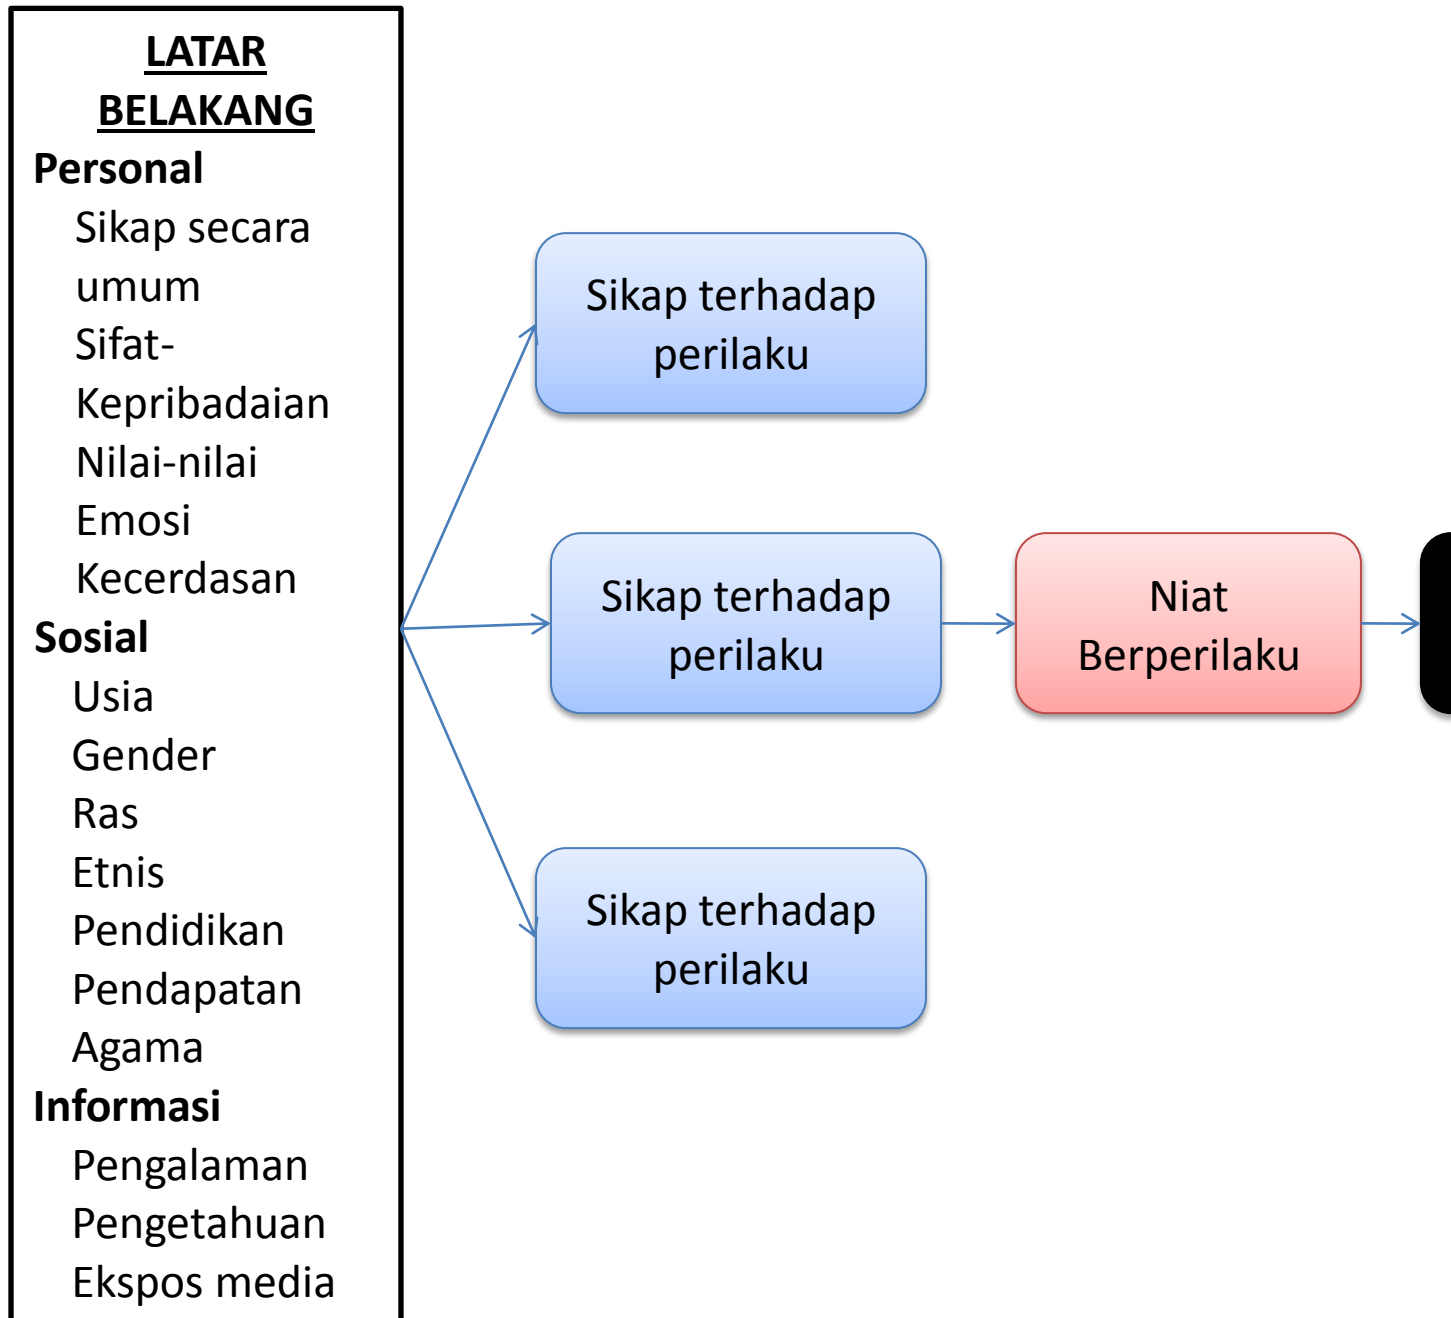 LATAR
BELAKANG
Personal
Sikap secara
umum
Sifat-
Kepribadaian
Nilai-nilai
Emosi
Kecerdasan
Sosial
Usia
Gender
Ras
Etnis
Pendidikan
Pendapatan
Agama
Informasi
Pengalaman
Pengetahuan
Ekspos media
Sikap terhadap
perilaku
Sikap terhadap
perilaku
Niat
Berperilaku
Sikap terhadap
perilaku